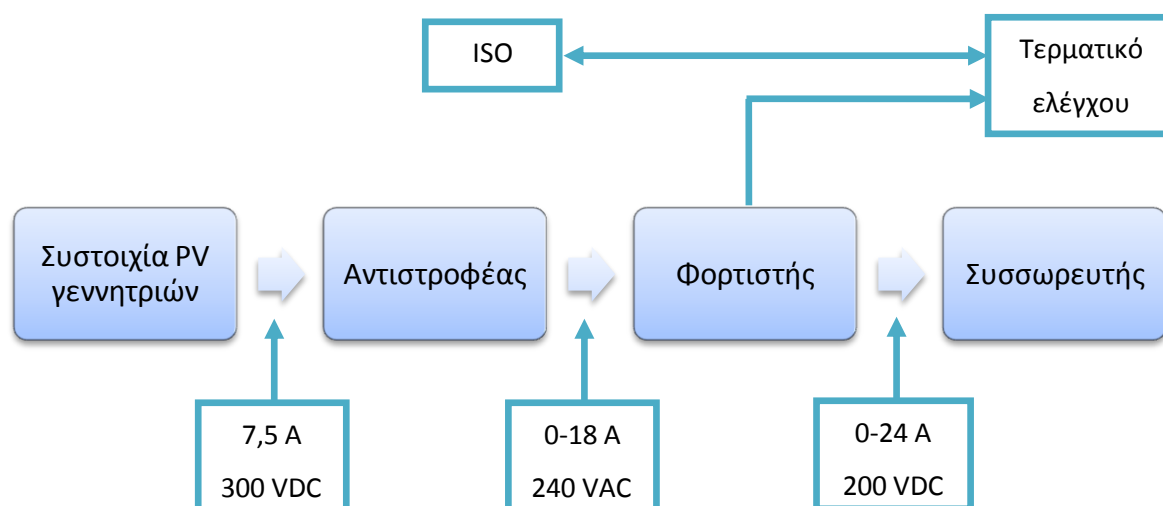 ISO
Τερματικό
ελέγχου
Συστοιχία PV
γεννητριών
Αντιστροφέας
Φορτιστής
Συσσωρευτής
7,5 A
300 VDC
0-18 A
240 VAC
0-24 A
200 VDC